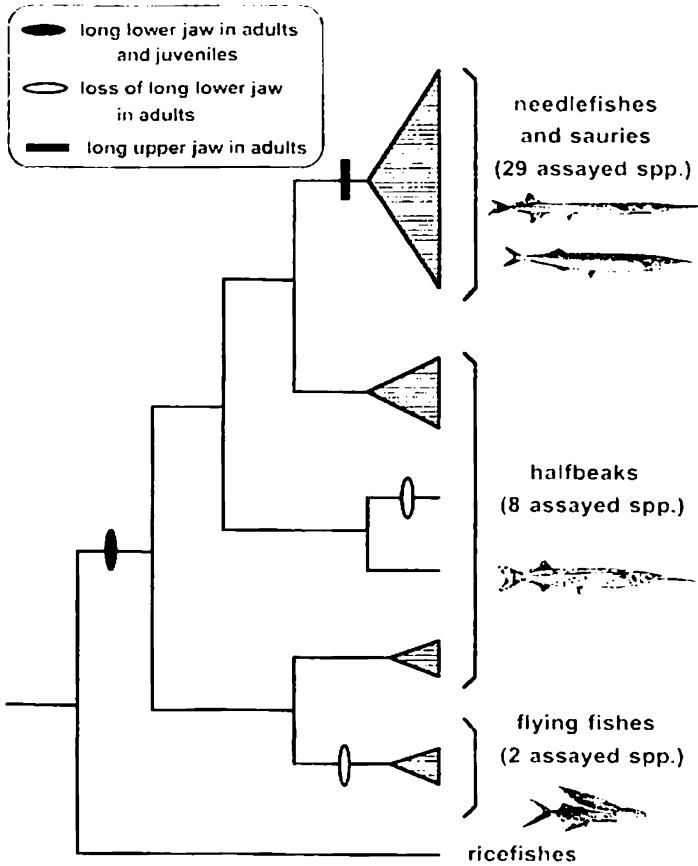 long lower jaw in adults
and juveniles
loss of long lower jaw
in adults
long upper jaw in adults
needlefishes
and sauries
(29 assayed spp.)
halfbeaks
(8 assayed spp.)
flying fishes
(2 assayed spp.)
ricefishes